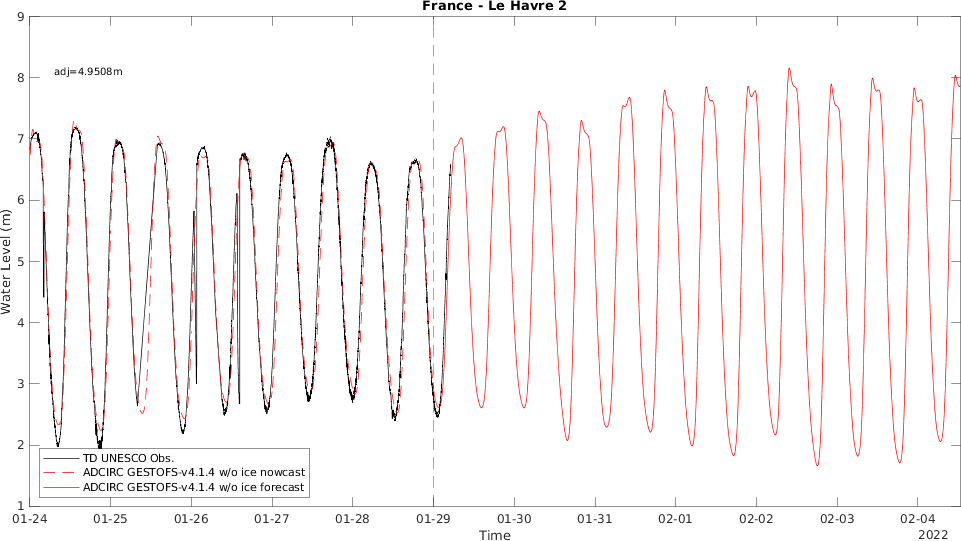 France - Le Havre 2
adj=4.9508m
Water Level (m)
9
8
7
6
5
4
3
2
1
TD UNESCO Obs.
ADCIRC GESTOFS-v4.1.4 w/o ice nowcast
ADCIRC GESTOFS-v4.1.4 w/o ice forecast
01-24 01-25 01-26 01-27 01-28 01-29 01-30 01-31 02-01 02-02 02-03 02-04
Time
2022